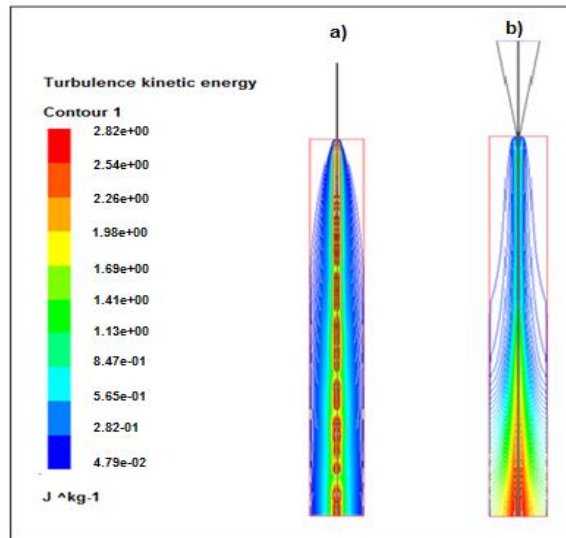 a)
b)
Turbulence kinetic energy
Contour 1
2.82e+00
2.54e+00
2.26e+00
1.98e+00
1.69e+00
1.41e+00
1.13e+00
8.47e-01
5.65e-01
2.82-01
4.79e-02
J ^kg-1